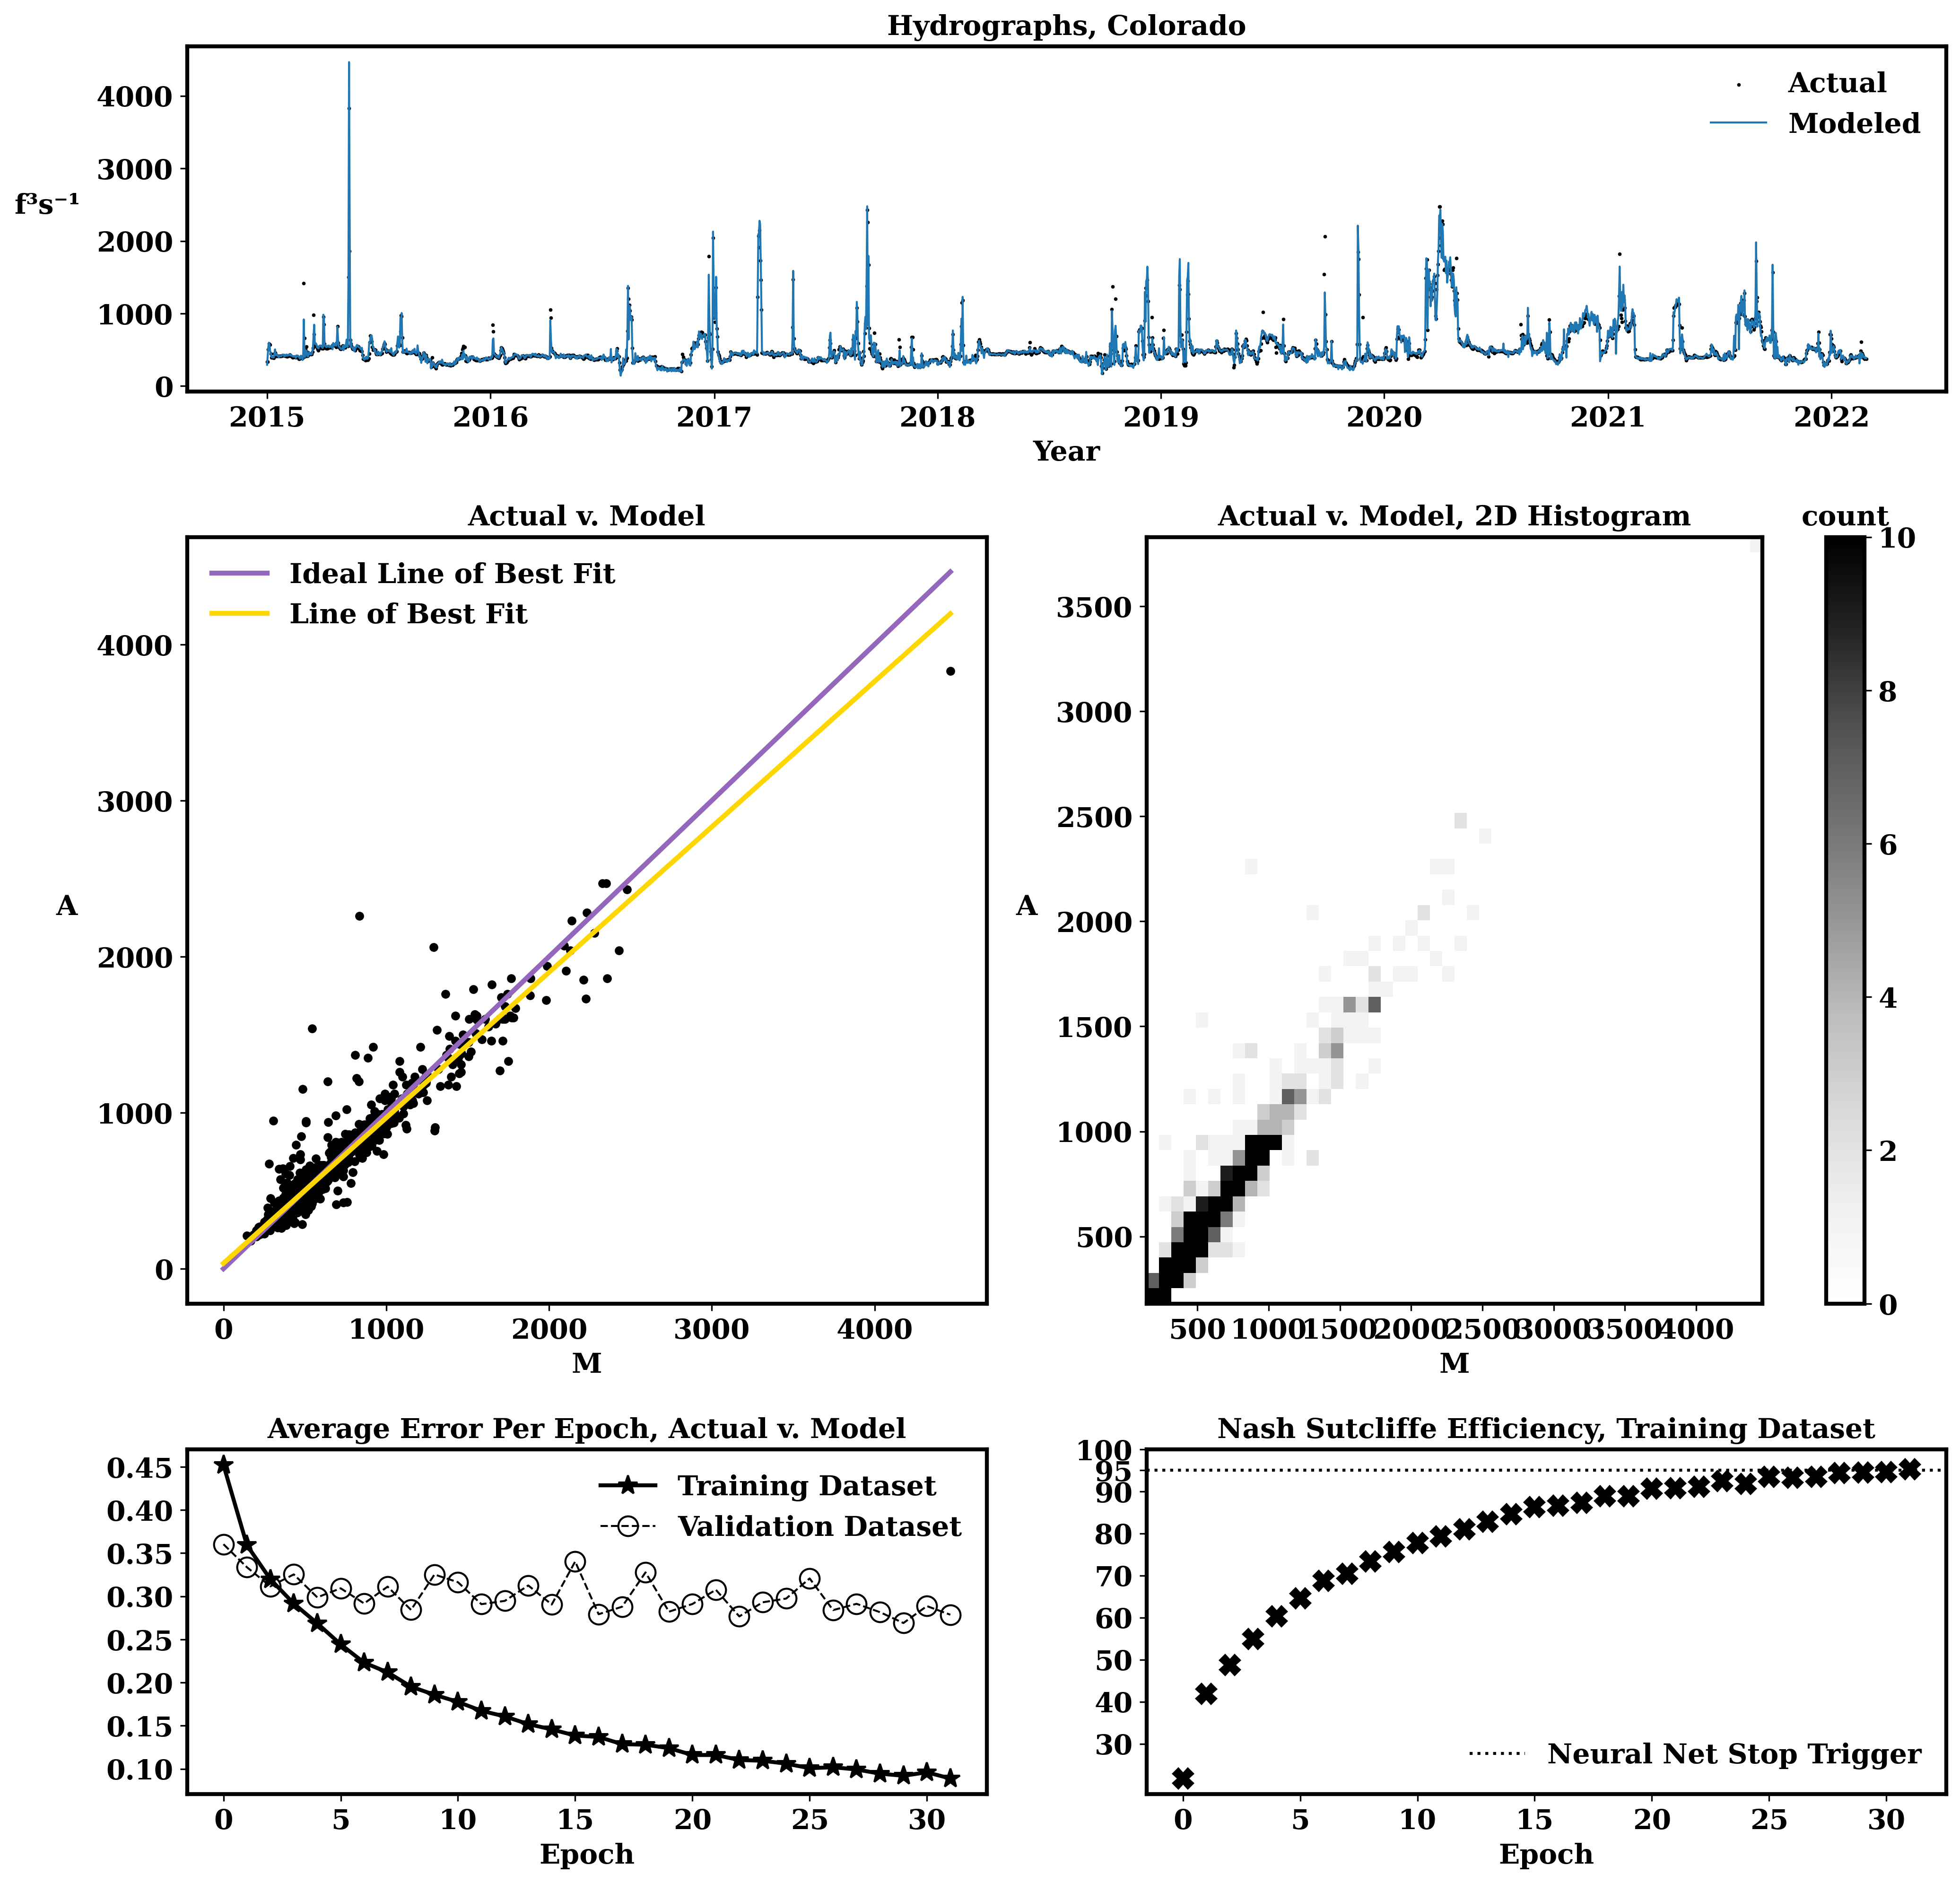 Hydrographs, Colorado
4000
3000
2000
1000
0
f³s⁻¹
Actual
Modeled
2015 2016 2017 2018 2019 2020 2021 2022
Year
Actual v. Model
Ideal Line of Best Fit
Line of Best Fit
4000
3000
2000
1000
0
A
0 1000 2000 3000 4000
M
Actual v. Model, 2D Histogram
3500
3000
2500
2000
1500
1000
500
A
500 1000 1500 2000 2500 3000 3500 4000
M
count
10
8
6
4
2
0
Average Error Per Epoch, Actual v. Model
0.45
0.40
0.35
0.30
0.25
0.20
0.15
0.10
Training Dataset
Validation Dataset
0 5 10 15 20 25 30
Epoch
Nash Sutcliffe Efficiency, Training Dataset
100
95
90
80
70
60
50
40
30
Neural Net Stop Trigger
0 5 10 15 20 25 30
Epoch